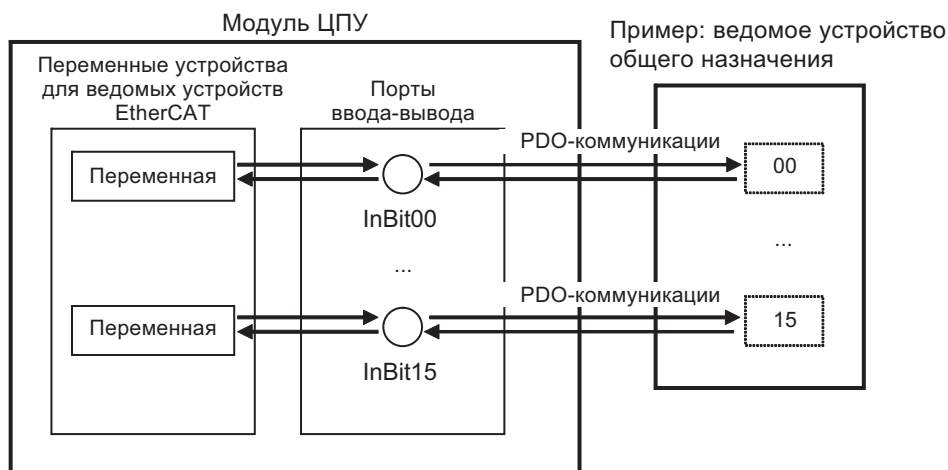 Модуль ЦПУ
Пример: ведомое устройство
общего назначения
Переменные устройства
для ведомых устройств
EtherCAT
Порты
ввода-вывода
PDO-коммуникации
Переменная
00
InBit00
...
...
PDO-коммуникации
Переменная
15
InBit15